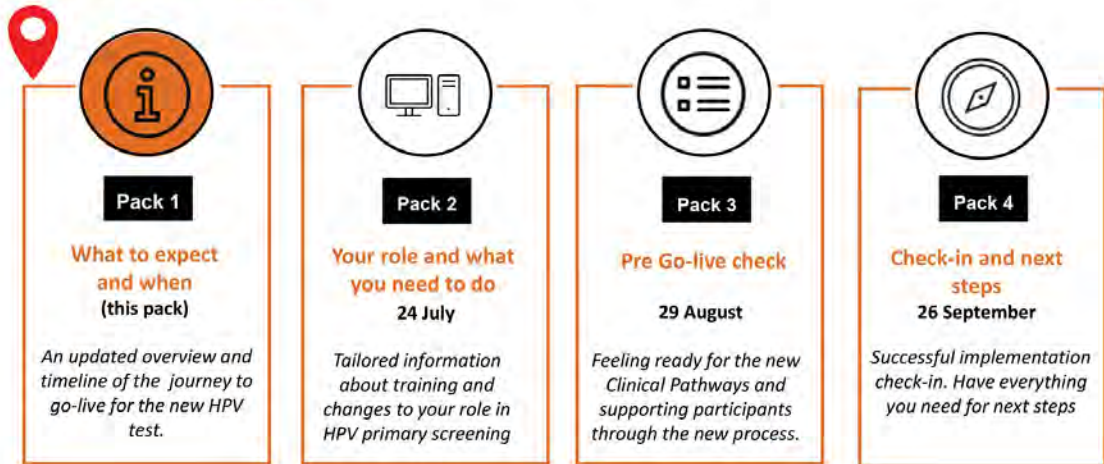 Pack 1
What to expect
and when
(this pack)
An updated overview and
timeline of the journey to
go-live for the new HPV
test.
Pack 2
Your role and what
you need to do
24 July
Tailored information
about training and
changes to your role in
HPV primary screening
Pack 3
Pre Go-live check
29 August
Feeling ready for the new
Clinical Pathways and
supporting participants
through the new process.
Pack 4
Check-in and next
steps
26 September
Successful implementation
check-in. Have everything
you need for next steps